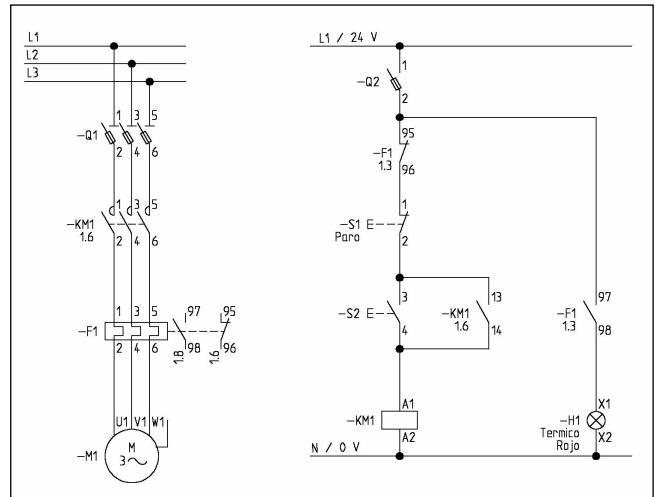 L1
L2
L3
1 3 5
-Q1
2 4 6
1 3 5
-KM1
1.6
2 4 6
1 3 5
-F1
2 4 6
97
98
1.8
95
96
1.6
U1 V1 W1
-M1
M
3~
L1 / 24 V
1
-Q2
2
95
-F1
1.3
96
1
-S1 E
Paro
2
3
-S2 E
4
13
-KM1
1.6
14
97
-F1
1.3
98
A1
-KM1
A2
X1
-H1
Termico
Rojo
X2
N / 0 V